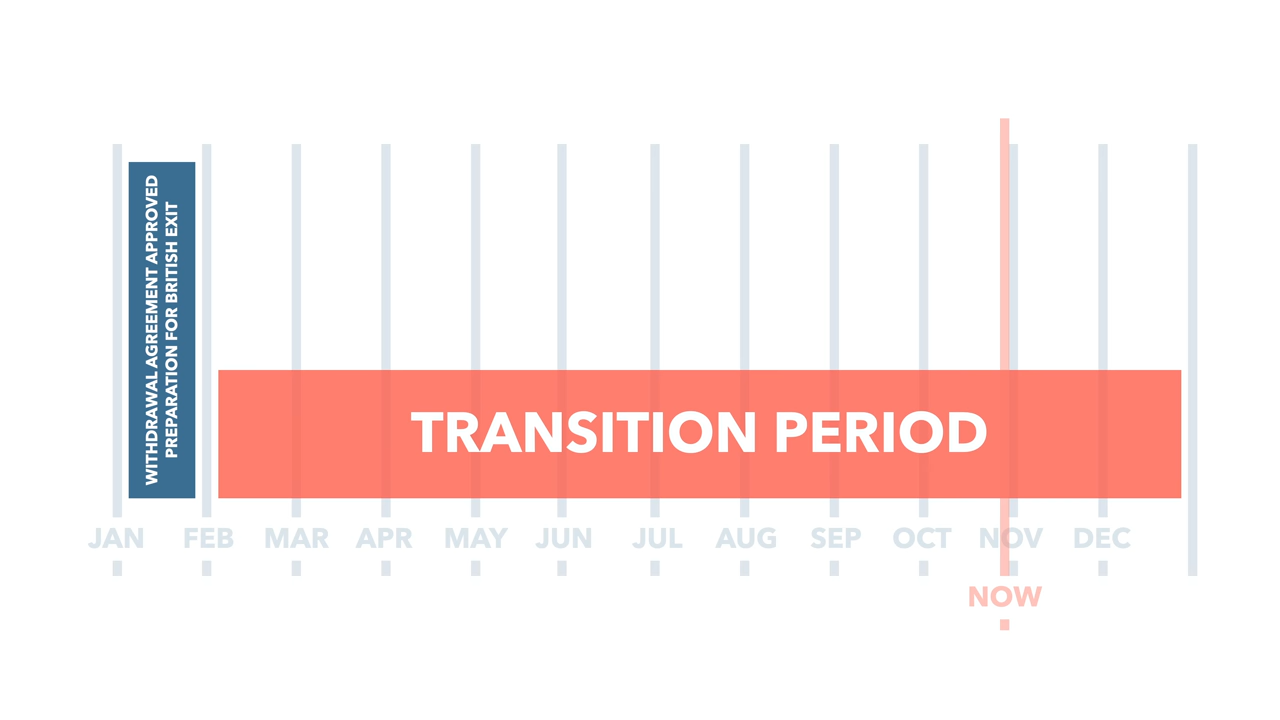 WITHDRAWAL AGREEMENT APPROVED
PREPARATION FOR BRITISH EXIT
TRANSITION PERIOD
JAN FEB MAR APR MAY JUN JUL AUG SEP OCT NOV DEC
NOW